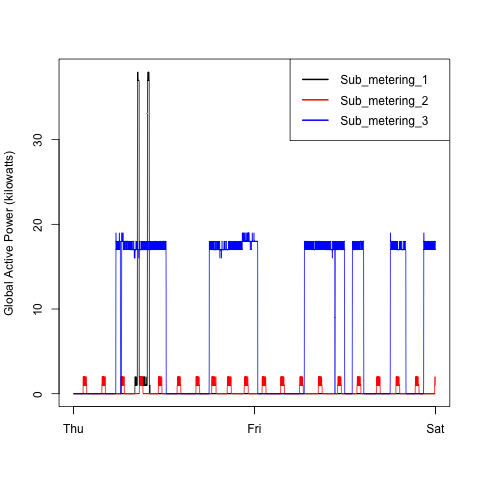 Sub_metering_1
Sub_metering_2
Sub_metering_3
Global Active Power (kilowatts)
30
20
10
0
Thu Fri Sat